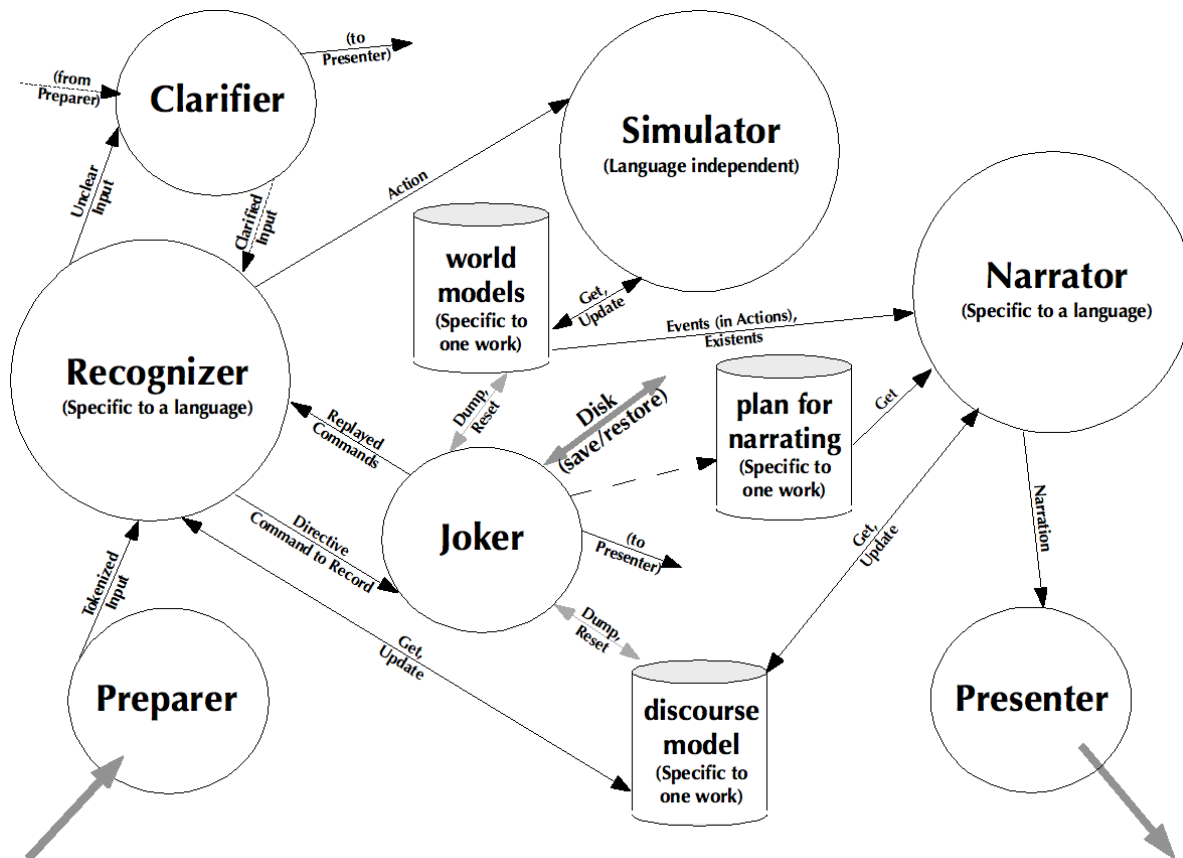 (to
Presenter)
(from
Preparer)
Clarifier
Unclear
Input
Clarified
Input
Action
Simulator
(Language independent)
world
models
(Specific to
one work)
Get,
Update
Events (in Actions),
Existents
Narrator
(Specific to a language)
Recognizer
(Specific to a language)
Replayed
Commands
Dump,
Reset
Disk
(save/restore)
plan for
narrating
(Specific to
one work)
Get
Directive
Command to Record
Joker
(to
Presenter)
Get,
Update
Narration
Tokenized
Input
Get,
Update
Dump,
Reset
Preparer
discourse
model
(Specific to
one work)
Presenter